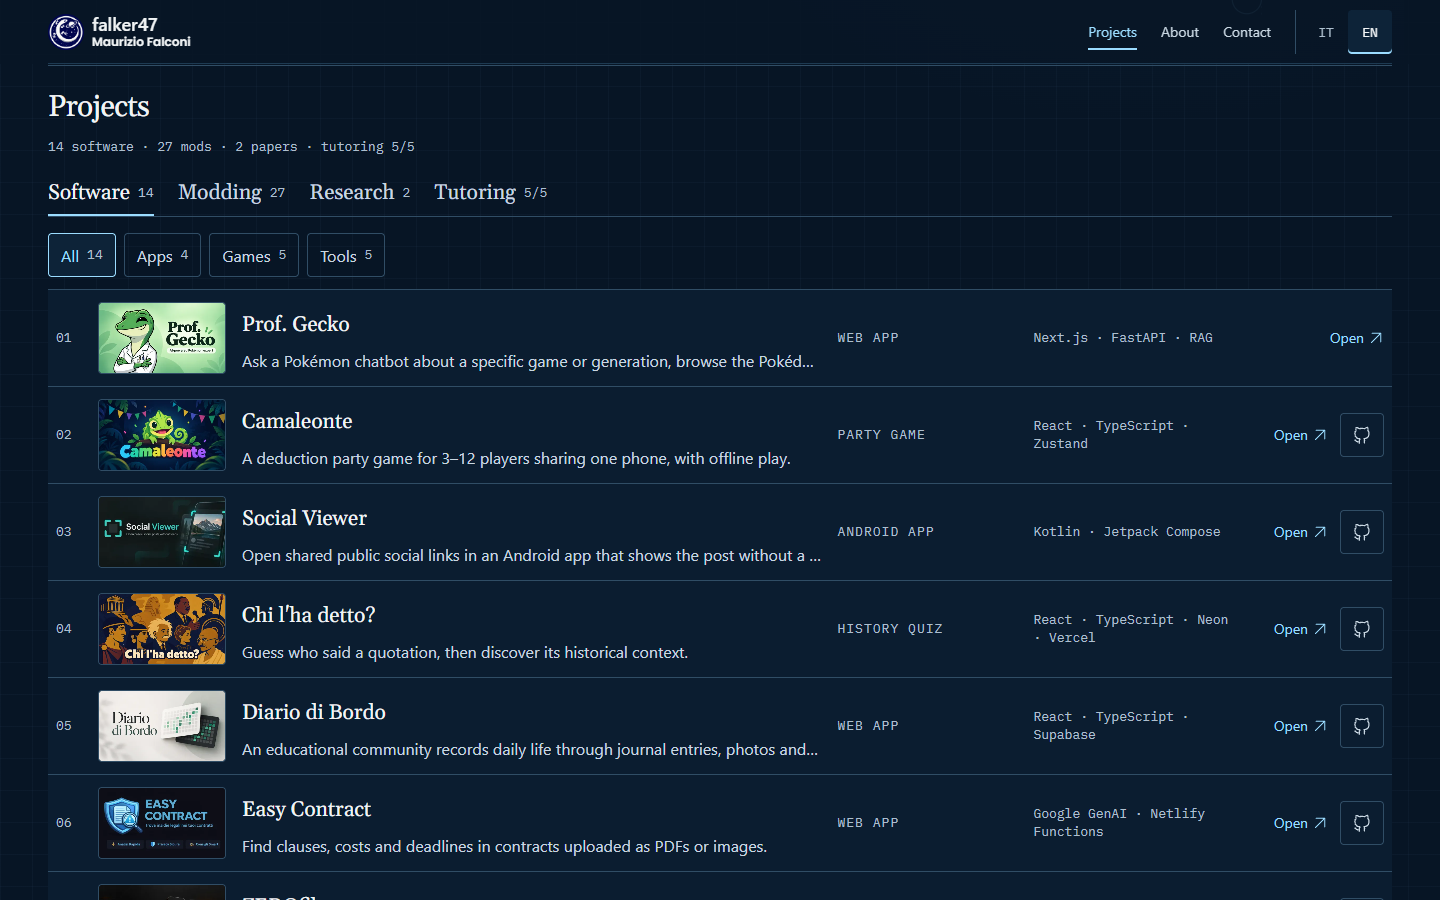 falker47
Maurizio Falconi
Projects
About
Contact
IT
EN
Projects
14 software · 27 mods · 2 papers · tutoring 5/5
Software 14
Modding 27
Research 2
Tutoring 5/5
All 14
Apps 4
Games 5
Tools 5
01
Prof. Gecko
Prof. Gecko
Ask a Pokémon chatbot about a specific game or generation, browse the Pokéd...
WEB APP
Next.js · FastAPI · RAG
Open
02
Camaleonte
Camaleonte
A deduction party game for 3–12 players sharing one phone, with offline play.
PARTY GAME
React · TypeScript ·
Zustand
Open
03
Social Viewer
Social Viewer
Open shared public social links in an Android app that shows the post without a ...
ANDROID APP
Kotlin · Jetpack Compose
Open
04
Chi l'ha detto?
Chi l'ha detto?
Guess who said a quotation, then discover its historical context.
HISTORY QUIZ
React · TypeScript · Neon
· Vercel
Open
05
Diario
di Bordo
Diario di Bordo
An educational community records daily life through journal entries, photos and...
WEB APP
React · TypeScript ·
Supabase
Open
06
EASY
CONTRACT
Easy Contract
Find clauses, costs and deadlines in contracts uploaded as PDFs or images.
WEB APP
Google GenAI · Netlify
Functions
Open